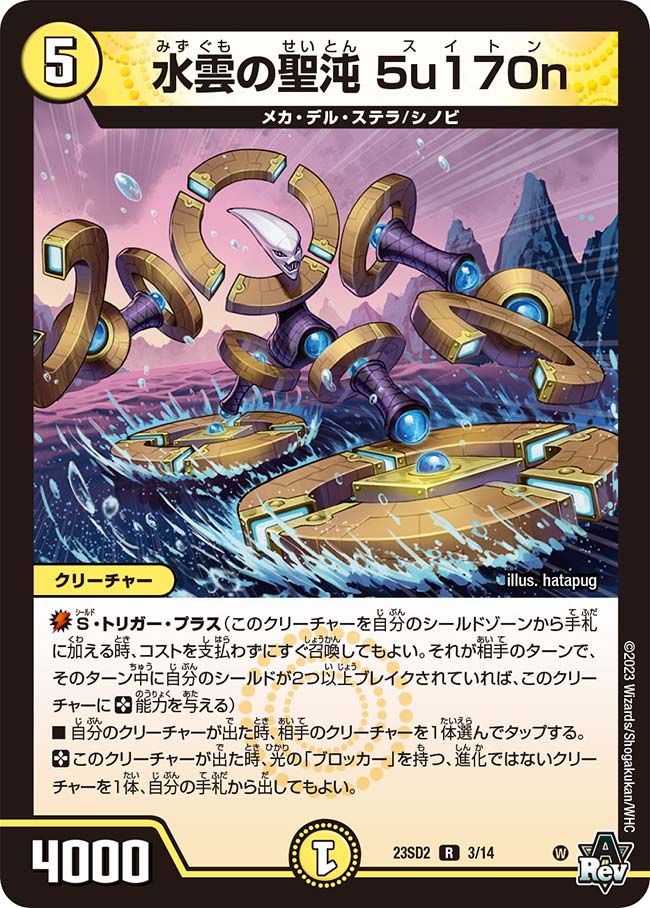 5
水雲の聖沌 5u170n
みずぐも せいとん スイトン
メカ・デル・ステラ/シノビ
クリーチャー
illus. hatapug
S・トリガー・プラス(このクリーチャーを自分のシールドゾーンから手札
に加える時、コストを支払わずにすぐ召喚してもよい。それが相手のターンで、
そのターン中に自分のシールドが2つ以上ブレイクされていれば、このクリー
チャーに 能力を与える)
■ 自分のクリーチャーが出た時、相手のクリーチャーを1体選んでタップする。
このクリーチャーが出た時、光の「ブロッカー」を持つ、進化ではないクリー
チャーを1体、自分の手札から出してもよい。
©2023 Wizards/Shogakukan/WHC
4000
1
23SD2 R 3/14
W
A Rev